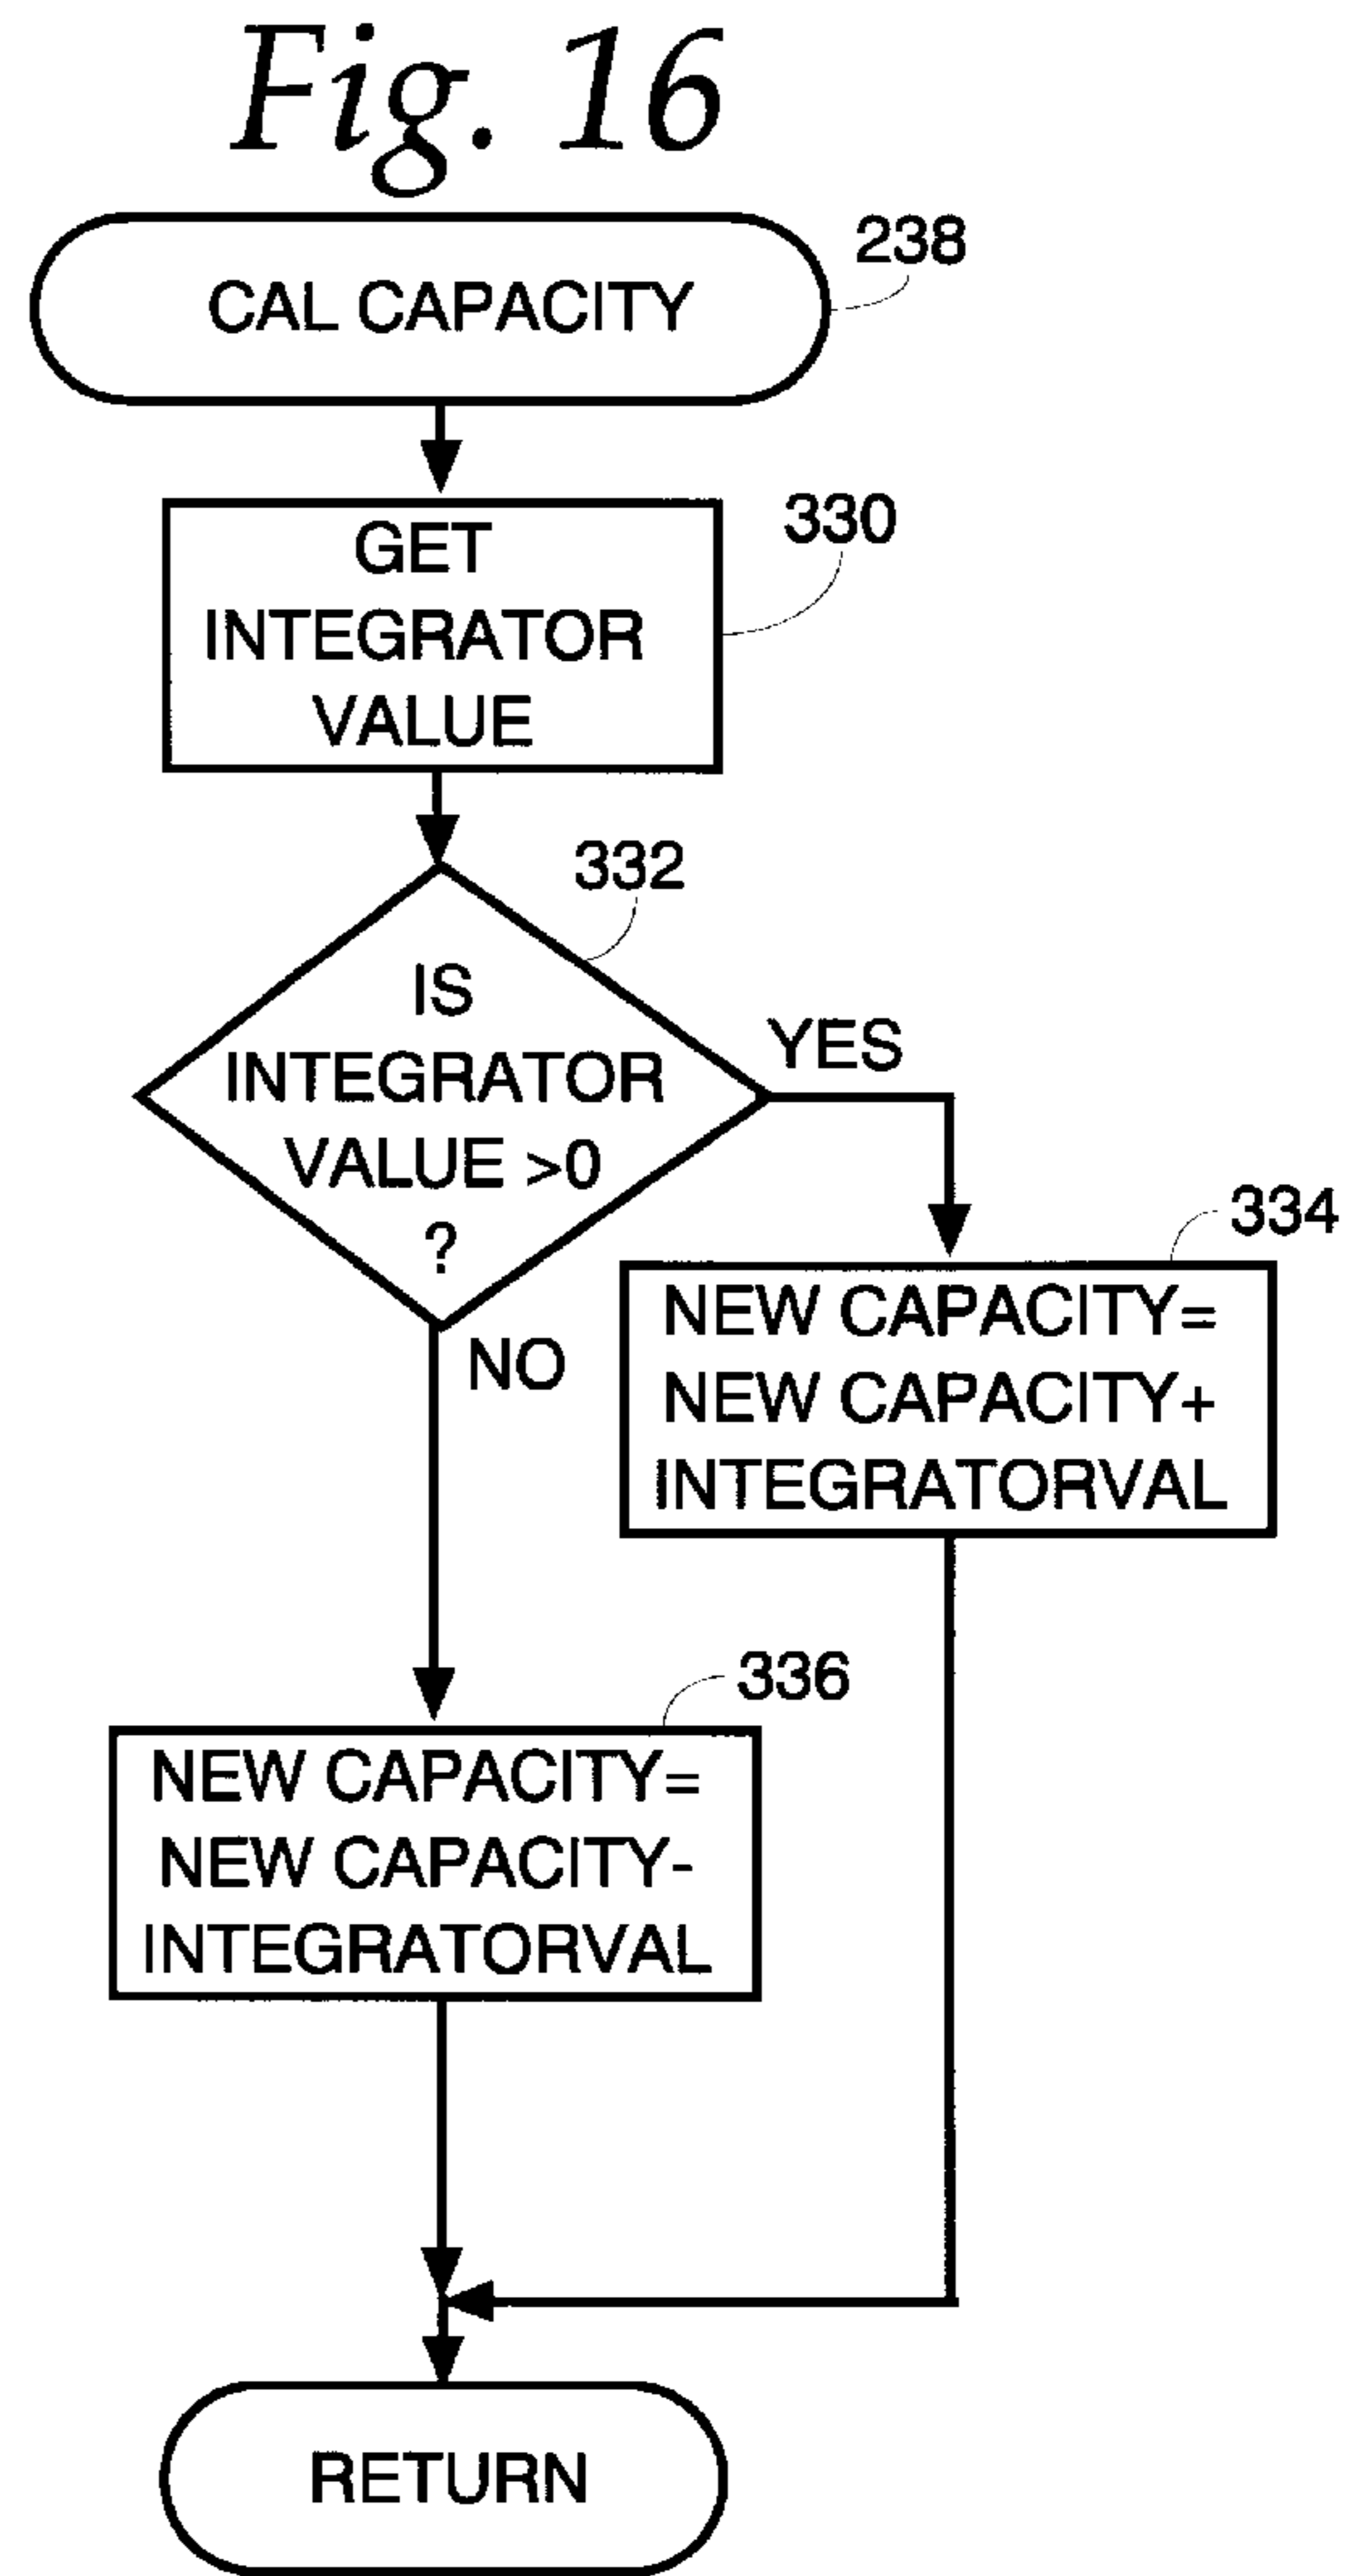 Fig. 16
CAL CAPACITY
238
GET
INTEGRATOR
VALUE
330
332
IS
INTEGRATOR
VALUE >0
?
YES
NO
334
NEW CAPACITY=
NEW CAPACITY+
INTEGRATORVAL
336
NEW CAPACITY=
NEW CAPACITY-
INTEGRATORVAL
RETURN